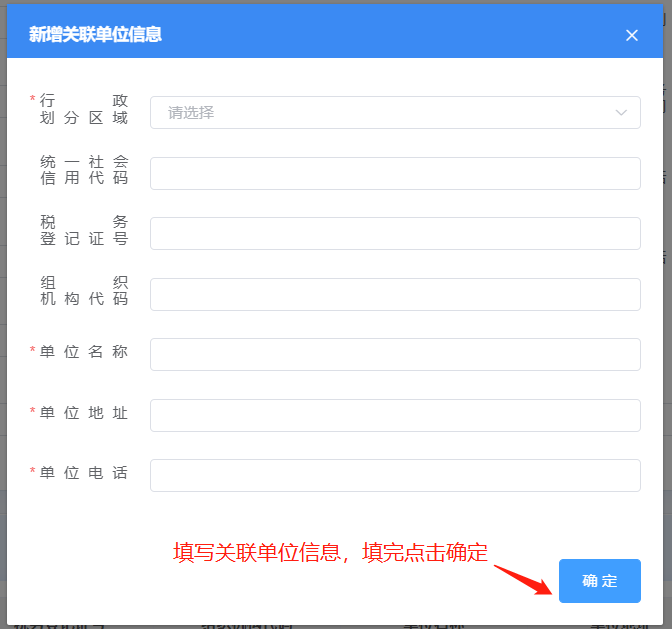 新增关联单位信息
* 行政
划分区域
请选择
统一社会
信用代码
税务
登记证号
组织
机构代码
* 单位名称
* 单位地址
* 单位电话
填写关联单位信息，填完点击确定
确 定